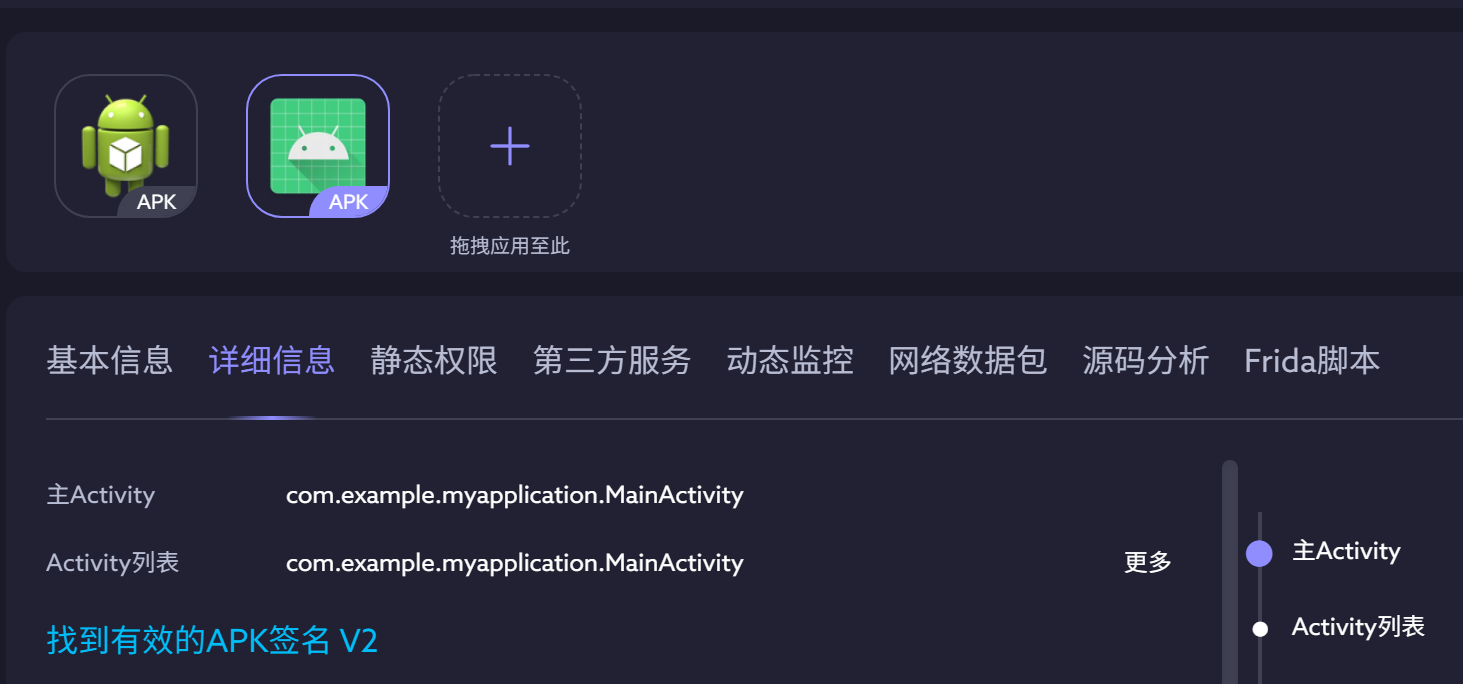 APK
APK
拖拽应用至此
基本信息 详细信息 静态权限 第三方服务 动态监控 网络数据包 源码分析 Frida脚本
主Activity com.example.myapplication.MainActivity
主Activity
Activity列表 com.example.myapplication.MainActivity 更多
Activity列表
找到有效的APK签名 V2